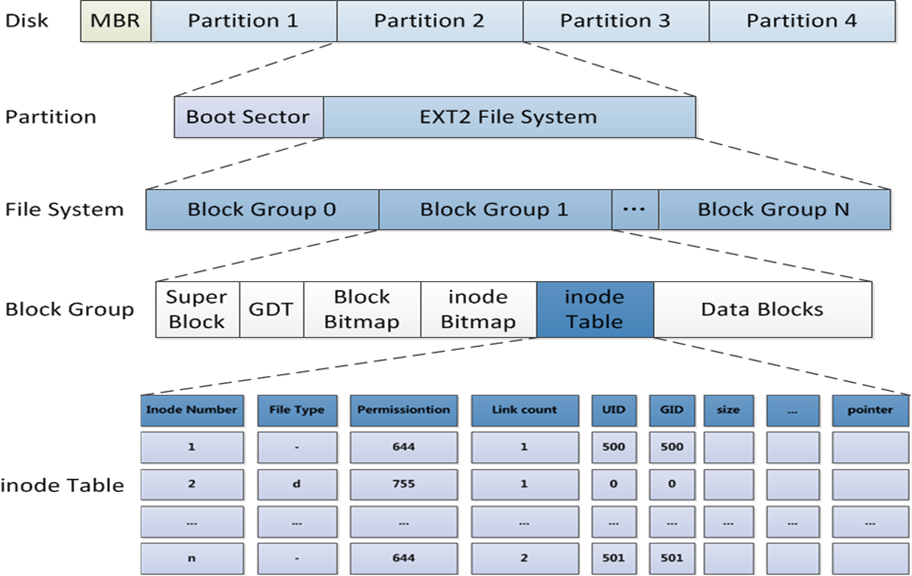 Disk MBR Partition 1 Partition 2 Partition 3 Partition 4
Partition Boot Sector EXT2 File System
File System Block Group 0 Block Group 1 ... Block Group N
Block Group Super Block GDT Block Bitmap inode Bitmap inode Table Data Blocks
Inode Number File Type Permissiontion Link count UID GID size ... pointer
1 - 644 1 500 500
inode Table 2 d 755 1 0 0
... ... ... ... ... ... ... ... ...
n - 644 2 501 501